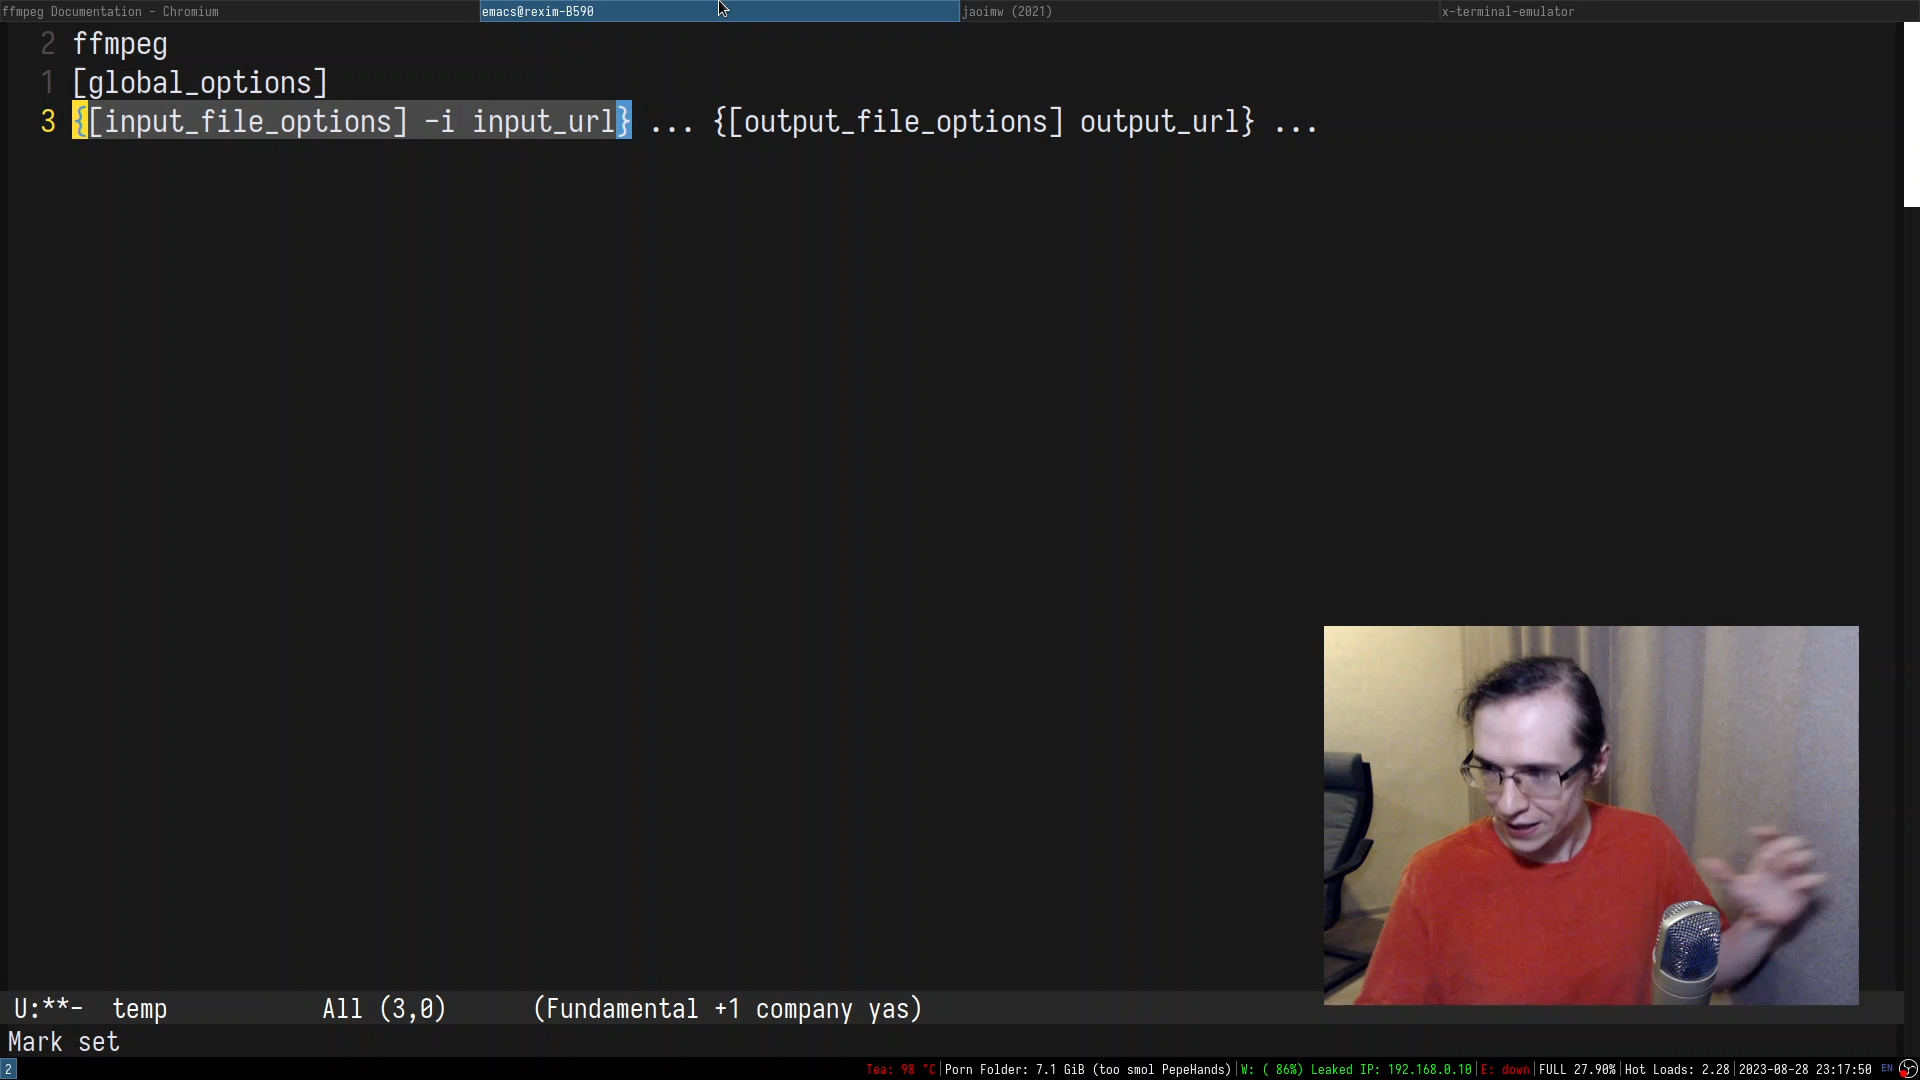 ffmpeg Documentation - Chromium
emacs@rexim-B590
jaoimw (2021)
x-terminal-emulator
2 ffmpeg
1 [global_options]
3 {[input_file_options] -i input_url} ... {[output_file_options] output_url} ...
U:**- temp All (3,0) (Fundamental +1 company yas)
Mark set
2 Tea: 98 °C|Porn Folder: 7.1 GiB (too smol PepeHands)|W: ( 86%) Leaked IP: 192.168.0.10|E: down|FULL 27.90%|Hot Loads: 2.28|2023-08-28 23:17:50 EN